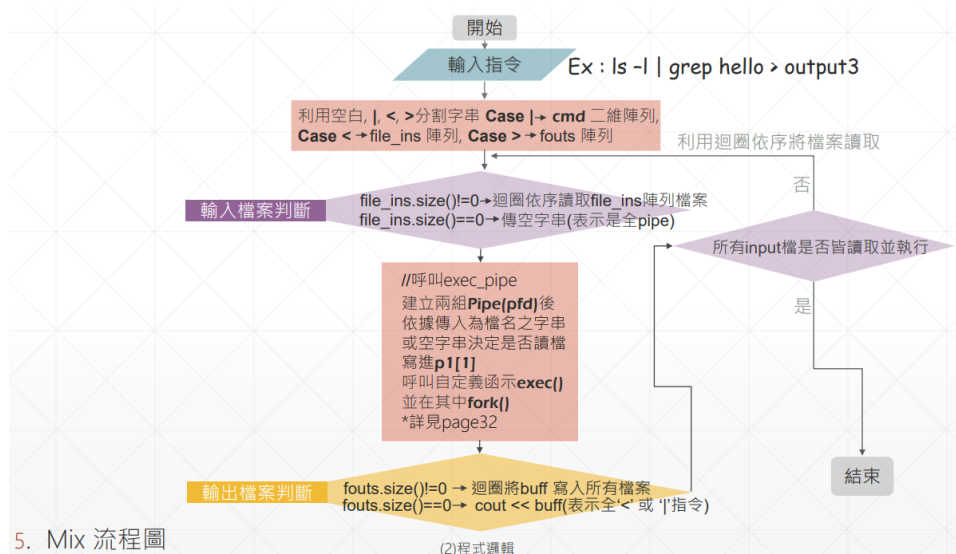 開始
輸入指令
Ex : ls -l | grep hello > output3
利用空白, |, <, >分割字串 Case |→ cmd 二維陣列,
Case < →file_ins 陣列, Case > →fouts 陣列
利用迴圈依序將檔案讀取
否
輸入檔案判斷
file_ins.size()!=0→迴圈依序讀取file_ins陣列檔案
file_ins.size()==0→傳空字串(表示是全pipe)
所有input檔是否皆讀取並執行
是
//呼叫exec_pipe
建立兩組Pipe(pfd)後
依據傳入為檔名之字串
或空字串決定是否讀檔
寫進p1[1]
呼叫自定義函示exec()
並在其中fork()
*詳見page32
結束
輸出檔案判斷
fouts.size()!=0 → 迴圈將buff 寫入所有檔案
fouts.size()==0→ cout << buff(表示全‘<’ 或 ‘|’指令)
5. Mix 流程圖
(2)程式邏輯